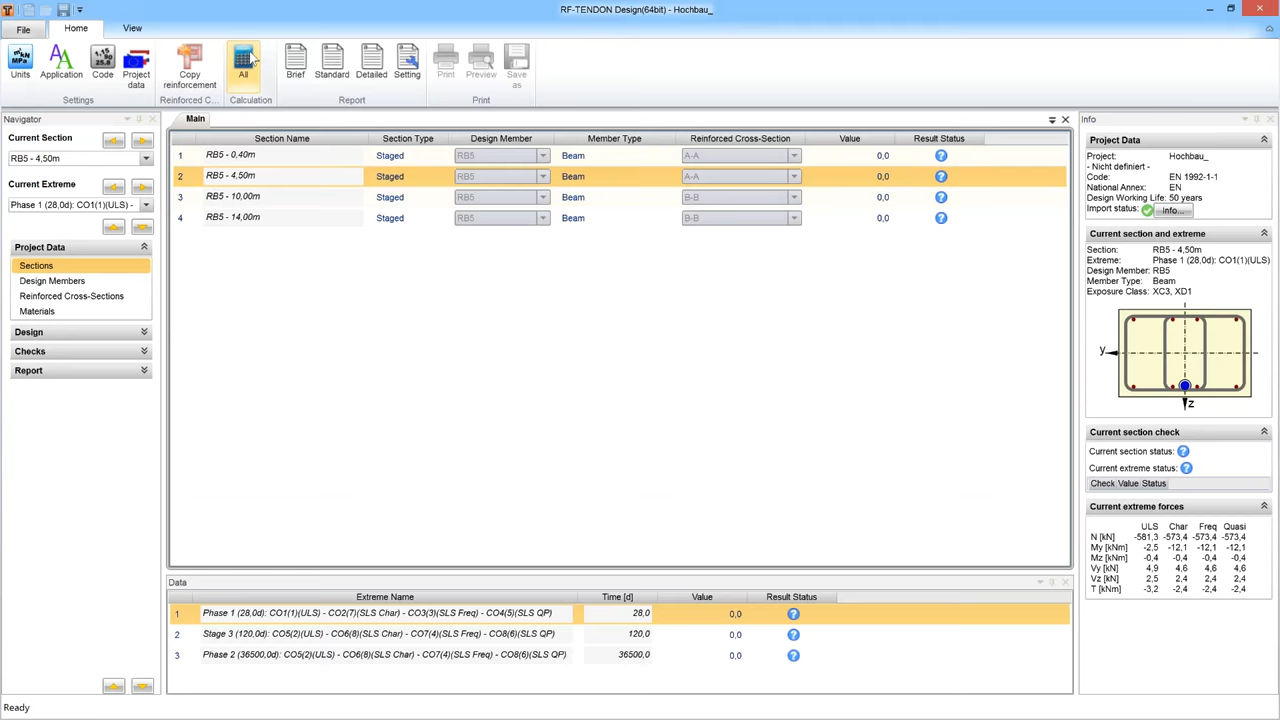 RF-TENDON Design(64bit) - Hochbau_
File
Home
View
Units
Application
Code
Project data
Copy reinforcement
All
Brief
Standard
Detailed
Setting
Print
Preview
Save as
Settings
Reinforced C...
Calculation
Report
Print
Navigator
Current Section
RB5 - 4,50m
Current Extreme
Phase 1 (28,0d): CO1(1)(ULS) -
Project Data
Sections
Design Members
Reinforced Cross-Sections
Materials
Design
Checks
Report
Main
Section Name Section Type Design Member Member Type Reinforced Cross-Section Value Result Status
1 RB5 - 0,40m Staged RB5 Beam A-A 0,0
2 RB5 - 4,50m Staged RB5 Beam A-A 0,0
3 RB5 - 10,00m Staged RB5 Beam B-B 0,0
4 RB5 - 14,00m Staged RB5 Beam B-B 0,0
Data
Extreme Name Time [d] Value Result Status
1 Phase 1 (28,0d): CO1(1)(ULS) - CO2(7)(SLS Char) - CO3(3)(SLS Freq) - CO4(5)(SLS QP) 28,0 0,0
2 Stage 3 (120,0d): CO5(2)(ULS) - CO6(8)(SLS Char) - CO7(4)(SLS Freq) - CO8(6)(SLS QP) 120,0 0,0
3 Phase 2 (36500,0d): CO5(2)(ULS) - CO6(8)(SLS Char) - CO7(4)(SLS Freq) - CO8(6)(SLS QP) 36500,0 0,0
Info
Project Data
Project: Hochbau_
- Nicht definiert -
Code: EN 1992-1-1
National Annex: EN
Design Working Life: 50 years
Import status: Info...
Current section and extreme
Section: RB5 - 4,50m
Extreme: Phase 1 (28,0d): CO1(1)(ULS)
Design Member: RB5
Member Type: Beam
Exposure Class: XC3, XD1
y
z
Current section check
Current section status:
Current extreme status:
Check Value Status
Current extreme forces
ULS Char Freq Quasi
N [kN] -581,3 -573,4 -573,4 -573,4
My [kNm] -2,5 -12,1 -12,1 -12,1
Mz [kNm] -0,4 -0,4 -0,4 -0,4
Vy [kN] 4,9 4,6 4,6 4,6
Vz [kN] 2,5 2,4 2,4 2,4
T [kNm] -3,2 -2,4 -2,4 -2,4
Ready